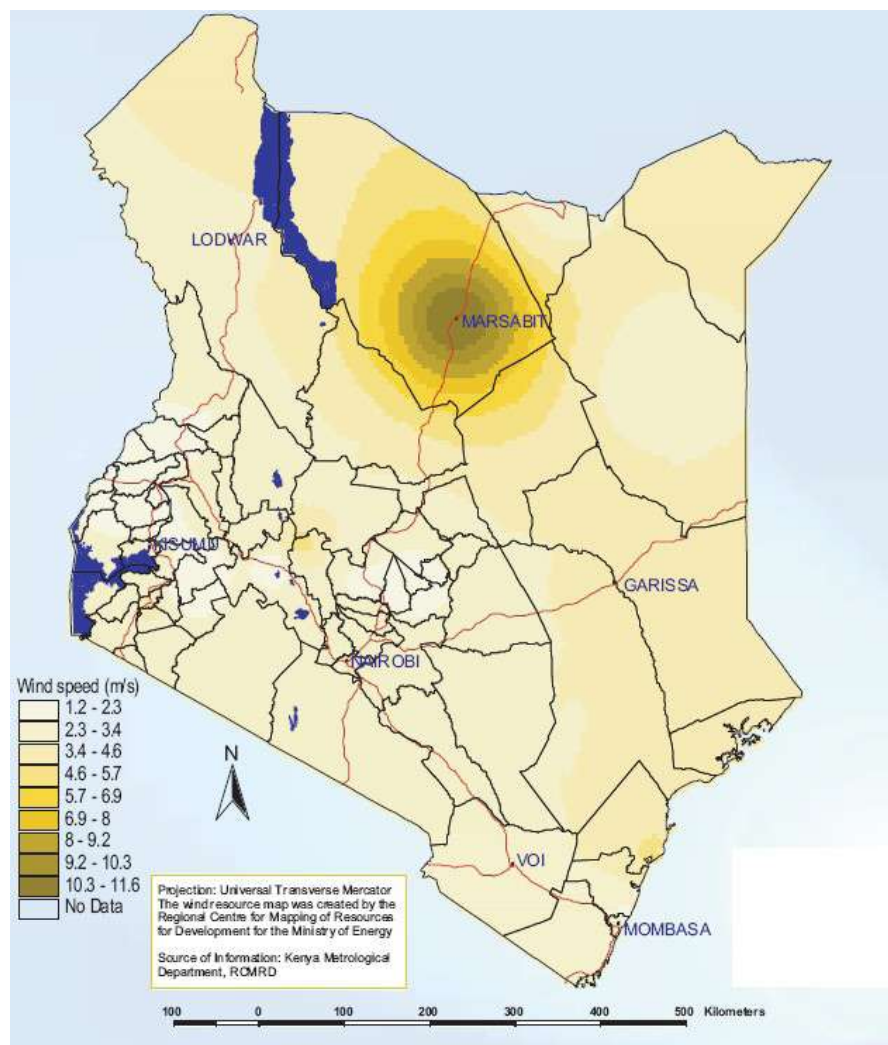 LODWAR
MARSABIT
KISUMU
GARISSA
NAIROBI
Wind speed (m/s)
1.2 - 2.3
2.3 - 3.4
3.4 - 4.6
4.6 - 5.7
5.7 - 6.9
6.9 - 8
8 - 9.2
9.2 - 10.3
10.3 - 11.6
No Data
N
VOI
MOMBASA
Projection: Universal Transverse Mercator
The wind resource map was created by the
Regional Centre for Mapping of Resources
for Development for the Ministry of Energy
Source of Information: Kenya Metrological
Department, RCMRD
100 0 100 200 300 400 500 Kilometers